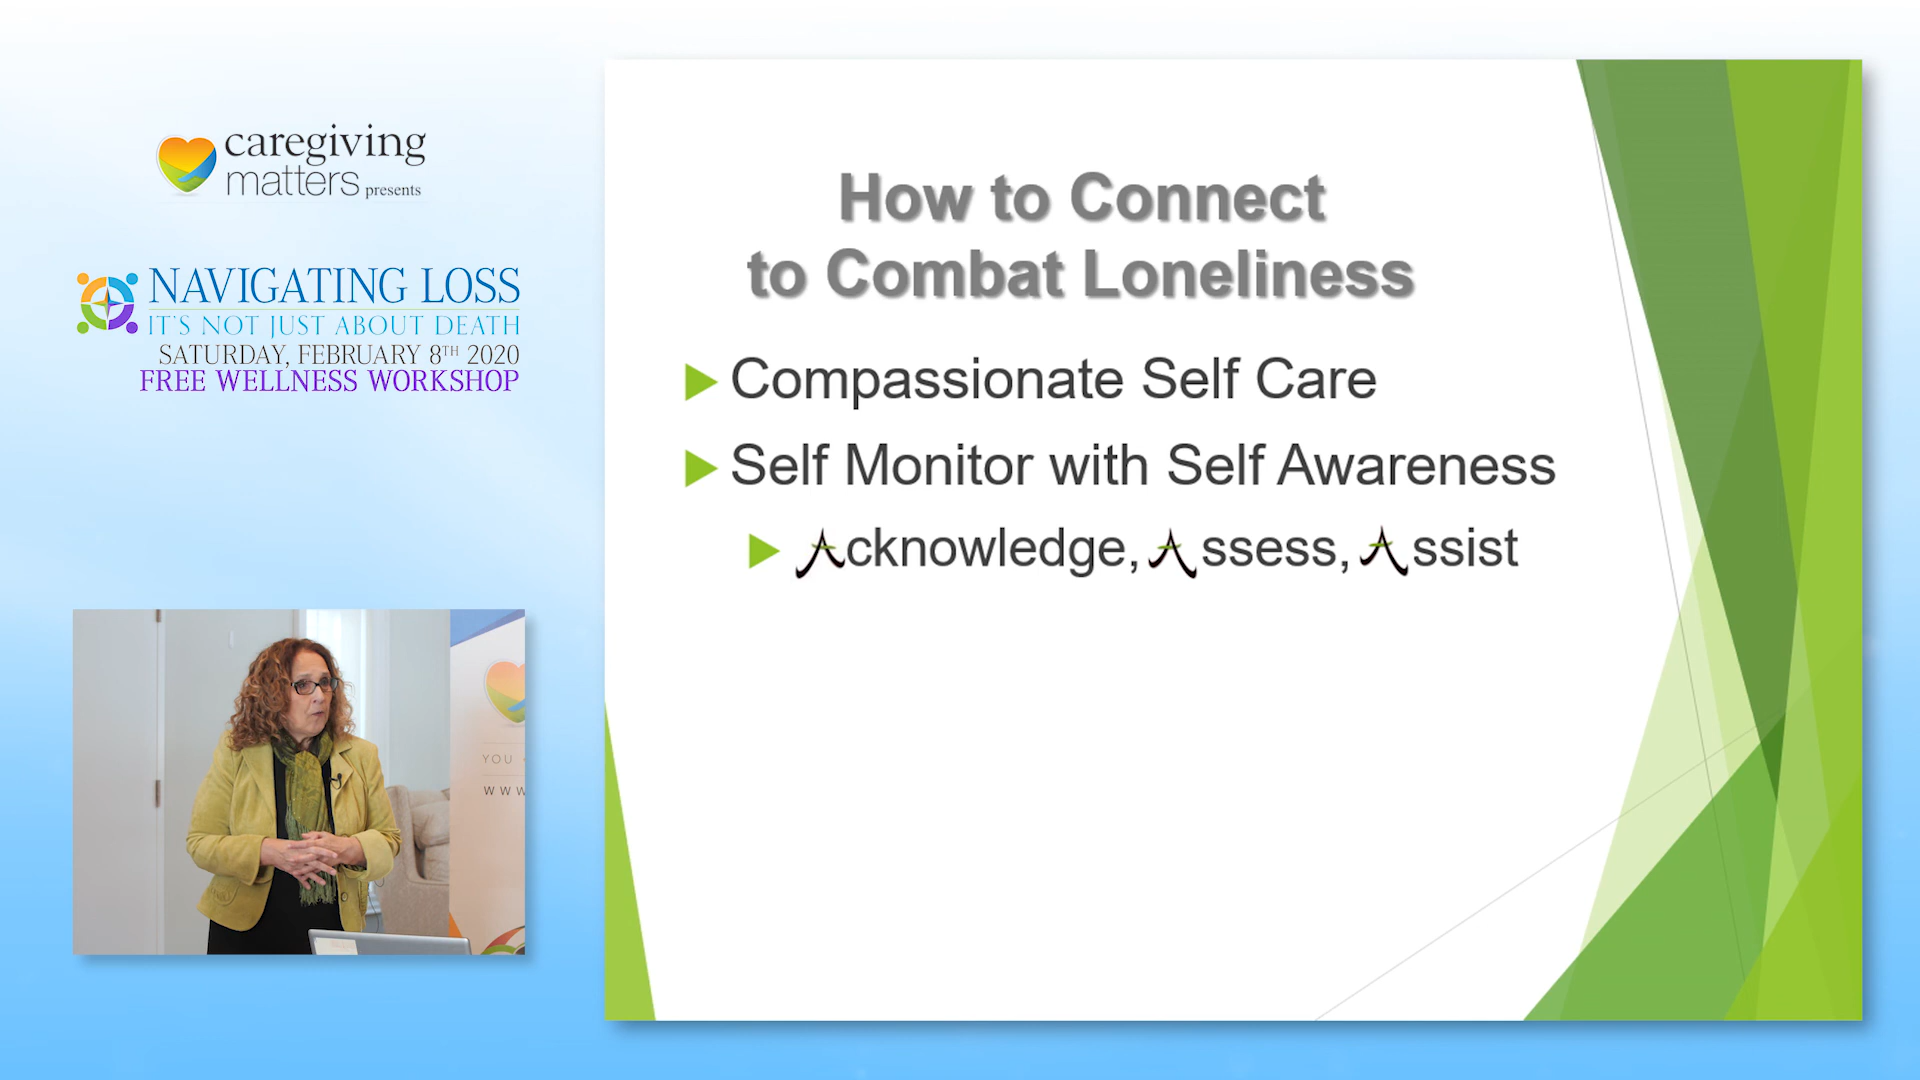 caregiving
matters presents
NAVIGATING LOSS
IT'S NOT JUST ABOUT DEATH
SATURDAY, FEBRUARY 8TH 2020
FREE WELLNESS WORKSHOP
How to Connect
to Combat Loneliness
Compassionate Self Care
Self Monitor with Self Awareness
Acknowledge, Assess, Assist
YOU
WWW